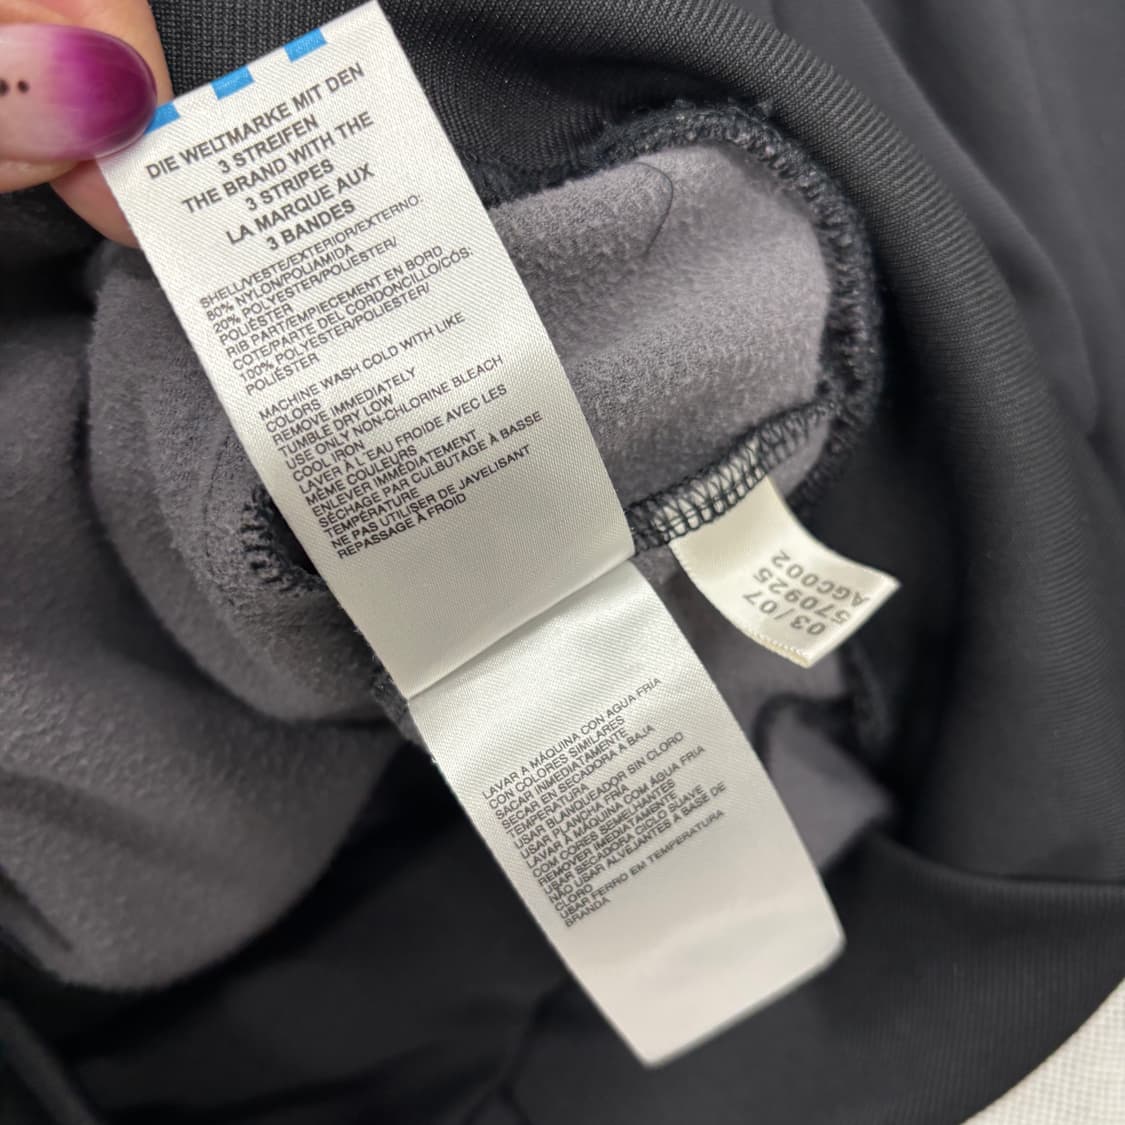 DIE WELTMARKE MIT DEN
3 STREIFEN
THE BRAND WITH THE
3 STRIPES
LA MARQUE AUX
3 BANDES
SHELL/VESTE/EXTERIOR/EXTERNO:
80% NYLON/POLIAMIDA
20% POLYESTER/POLIESTER/
POLIÉSTER
RIB PART/EMPIECEMENT EN BORD
COTE/PARTE DEL CORDONCILLO/CÓS:
100% POLYESTER/POLIESTER/
POLIÉSTER
MACHINE WASH COLD WITH LIKE
COLORS
REMOVE IMMEDIATELY
TUMBLE DRY LOW
USE ONLY NON-CHLORINE BLEACH
COOL IRON
LAVER À L'EAU FROIDE AVEC LES
MÊME COULEURS
ENLEVER IMMÉDIATEMENT
SÉCHAGE PAR CULBUTAGE À BASSE
TEMPÉRATURE
NE PAS UTILISER DE JAVELISANT
REPASSAGE À FROID
LAVAR A MÁQUINA CON AGUA FRIA
CON COLORES SIMILARES
SACAR INMEDIATAMENTE
SECAR EN SECADORA A BAJA
TEMPERATURA
USAR BLANQUEADOR SIN CLORO
USAR PLANCHA FRIA
LAVAR À MÁQUINA COM ÁGUA FRIA
COM CORES SEMELHANTES
REMOVER IMEDIATAMENTE
USAR SECADORA CICLO SUAVE
NÃO USAR ALVEJANTES À BASE DE
CLORO
USAR FERRO EM TEMPERATURA
BRANDA
03/07
570925
AGC002